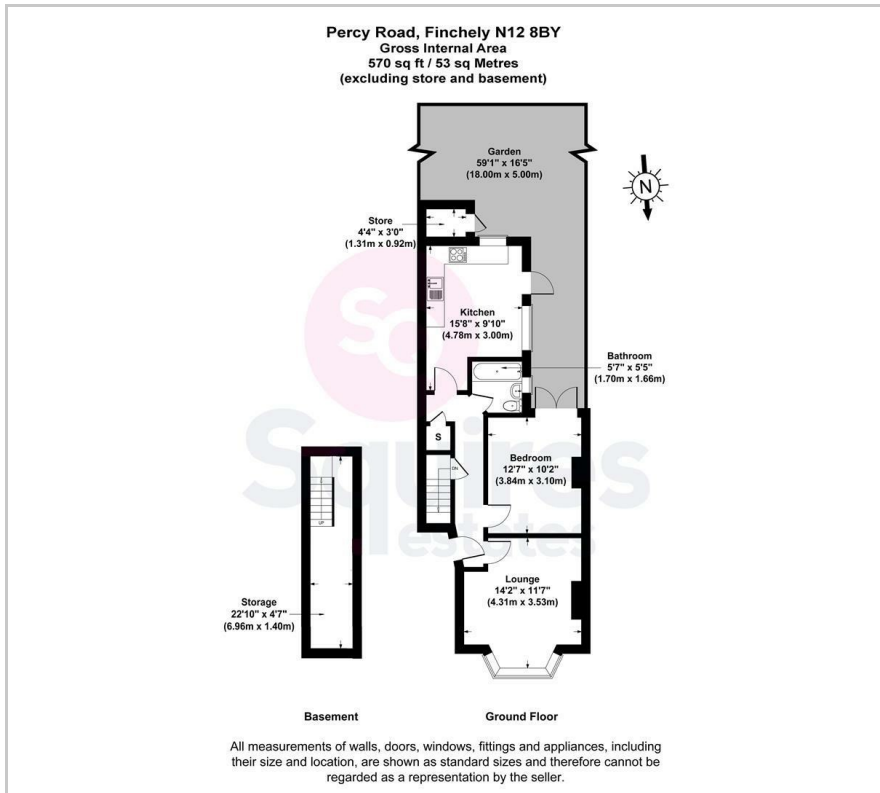 Percy Road, Finchely N12 8BY
Gross Internal Area
570 sq ft / 53 sq Metres
(excluding store and basement)
Garden
59'1" x 16'5"
(18.00m x 5.00m)
N
Store
4'4" x 3'0"
(1.31m x 0.92m)
Kitchen
15'8" x 9'10"
(4.78m x 3.00m)
Bathroom
5'7" x 5'5"
(1.70m x 1.66m)
S
DN
Bedroom
12'7" x 10'2"
(3.84m x 3.10m)
UP
Lounge
14'2" x 11'7"
(4.31m x 3.53m)
Storage
22'10" x 4'7"
(6.96m x 1.40m)
Basement
Ground Floor
SQ
Squires
estates
All measurements of walls, doors, windows, fittings and appliances, including
their size and location, are shown as standard sizes and therefore cannot be
regarded as a representation by the seller.